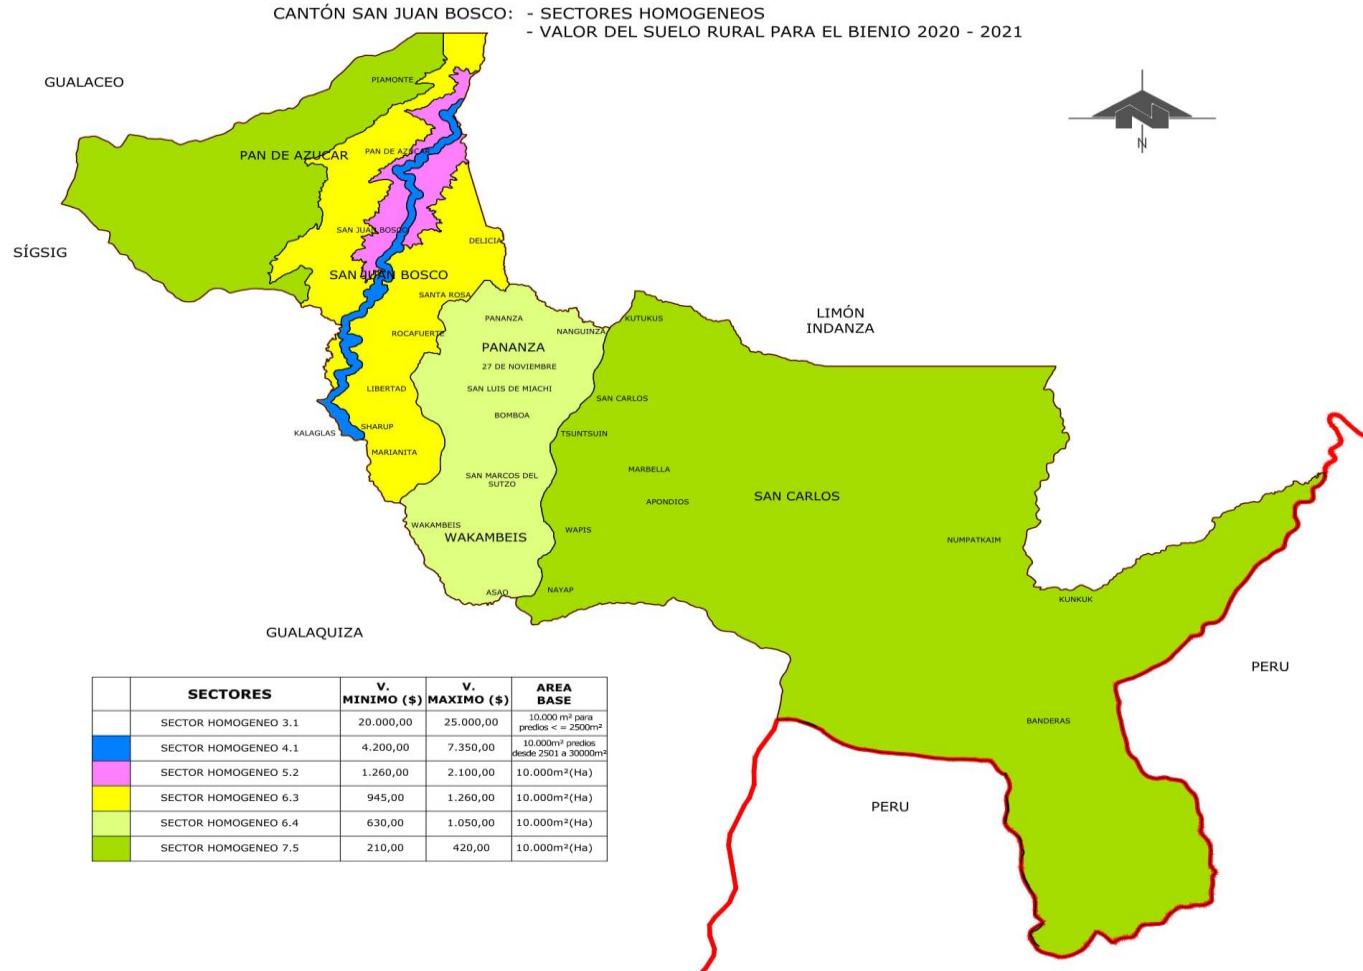 CANTÓN SAN JUAN BOSCO: - SECTORES HOMOGENEOS
- VALOR DEL SUELO RURAL PARA EL BIENIO 2020 - 2021
GUALACEO
PIAMONTE
PAN DE AZUCAR
PAN DE AZUCAR
N
SAN JUAN BOSCO
DELICIA
SÍGSIG
SAN JUAN BOSCO
SANTA ROSA
LIMÓN
INDANZA
PANANZA
KUTUKUS
NANGUINZA
ROCAFUERTE
PANANZA
27 DE NOVIEMBRE
LIBERTAD
SAN LUIS DE MIACHI
SAN CARLOS
BOMBOA
SHARUP
KALAGLAS
TSUNTSUIN
MARIANITA
MARBELLA
SAN MARCOS DEL
SUTZO
SAN CARLOS
APONDIOS
WAKAMBEIS
WAPIS
WAKAMBEIS
NUMPATKAIM
ASAO
NAYAP
KUNKUK
GUALAQUIZA
PERU
BANDERAS
PERU
SECTORES V. MINIMO ($) V. MAXIMO ($) AREA BASE
SECTOR HOMOGENEO 3.1 20.000,00 25.000,00 10.000 m² para predios < = 2500m²
SECTOR HOMOGENEO 4.1 4.200,00 7.350,00 10.000m² predios desde 2501 a 30000m²
SECTOR HOMOGENEO 5.2 1.260,00 2.100,00 10.000m²(Ha)
SECTOR HOMOGENEO 6.3 945,00 1.260,00 10.000m²(Ha)
SECTOR HOMOGENEO 6.4 630,00 1.050,00 10.000m²(Ha)
SECTOR HOMOGENEO 7.5 210,00 420,00 10.000m²(Ha)